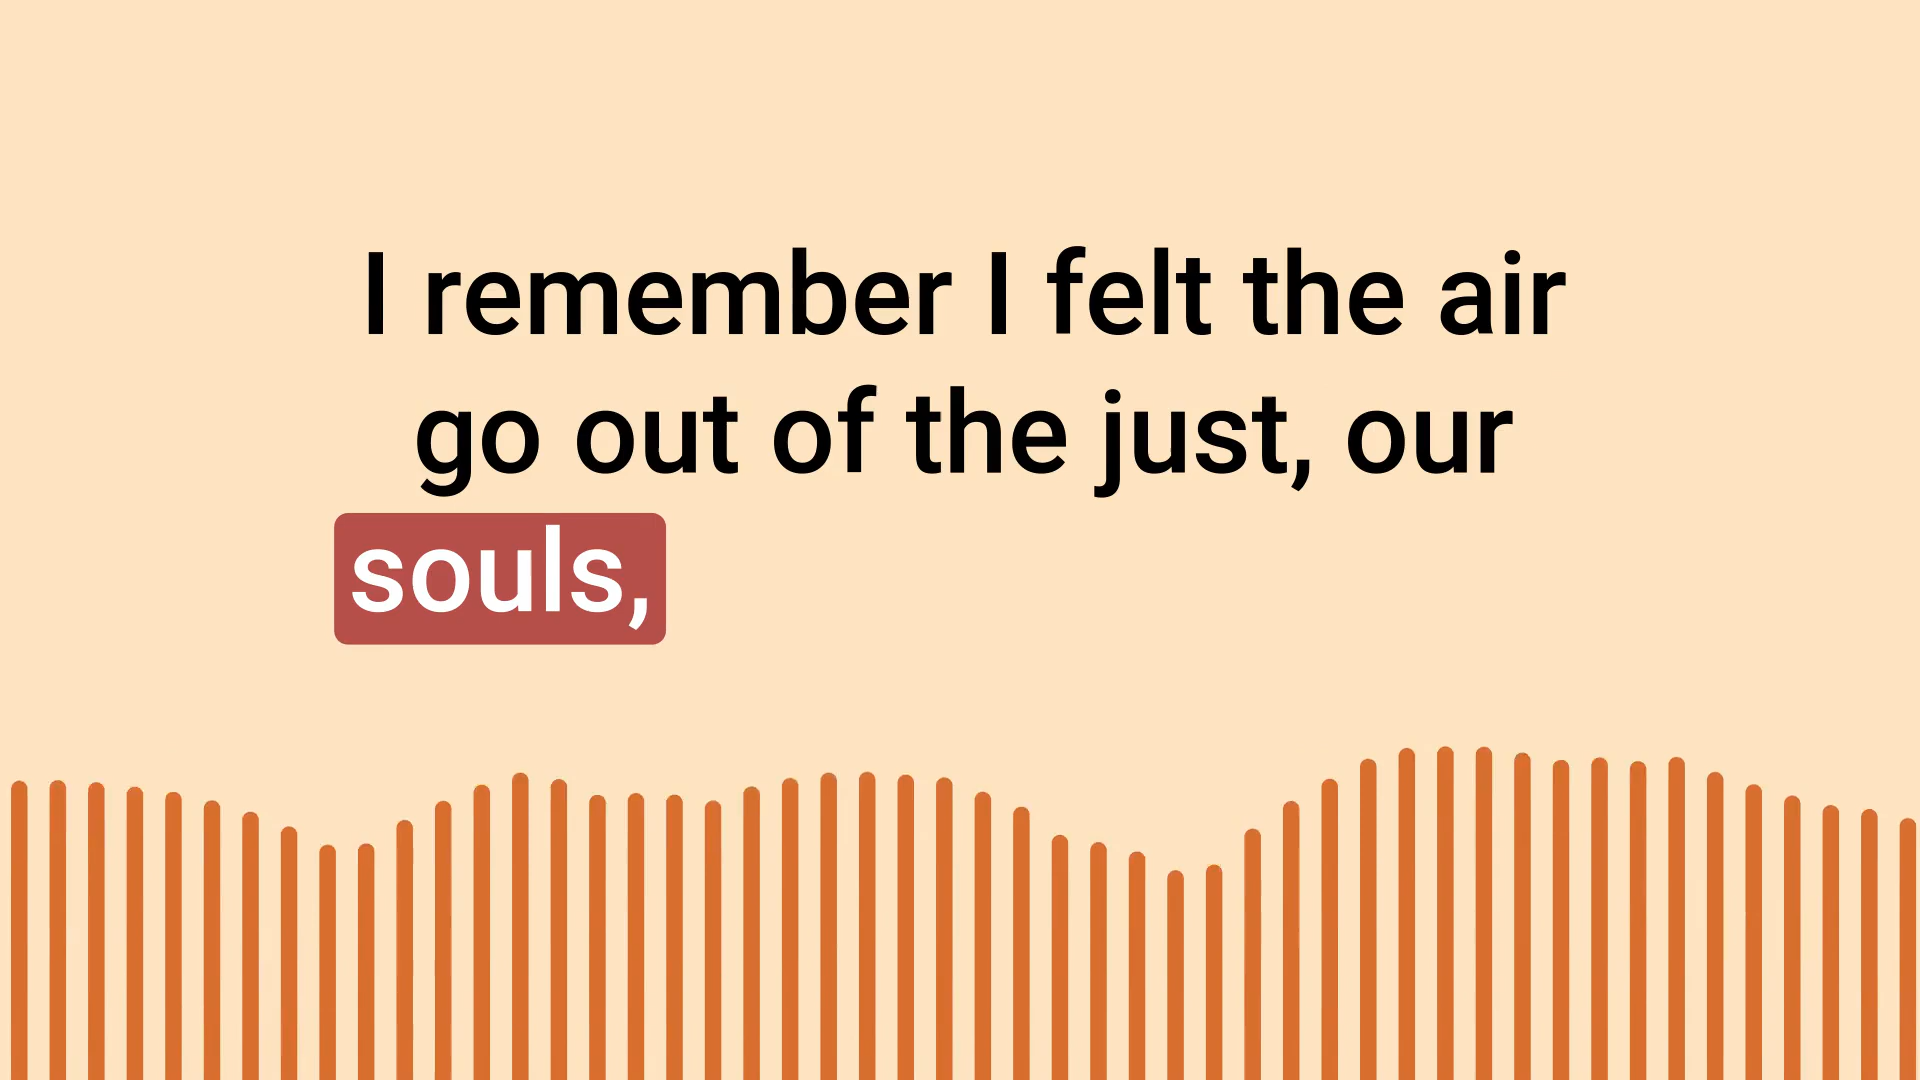 I remember I felt the air
go out of the just, our
souls,